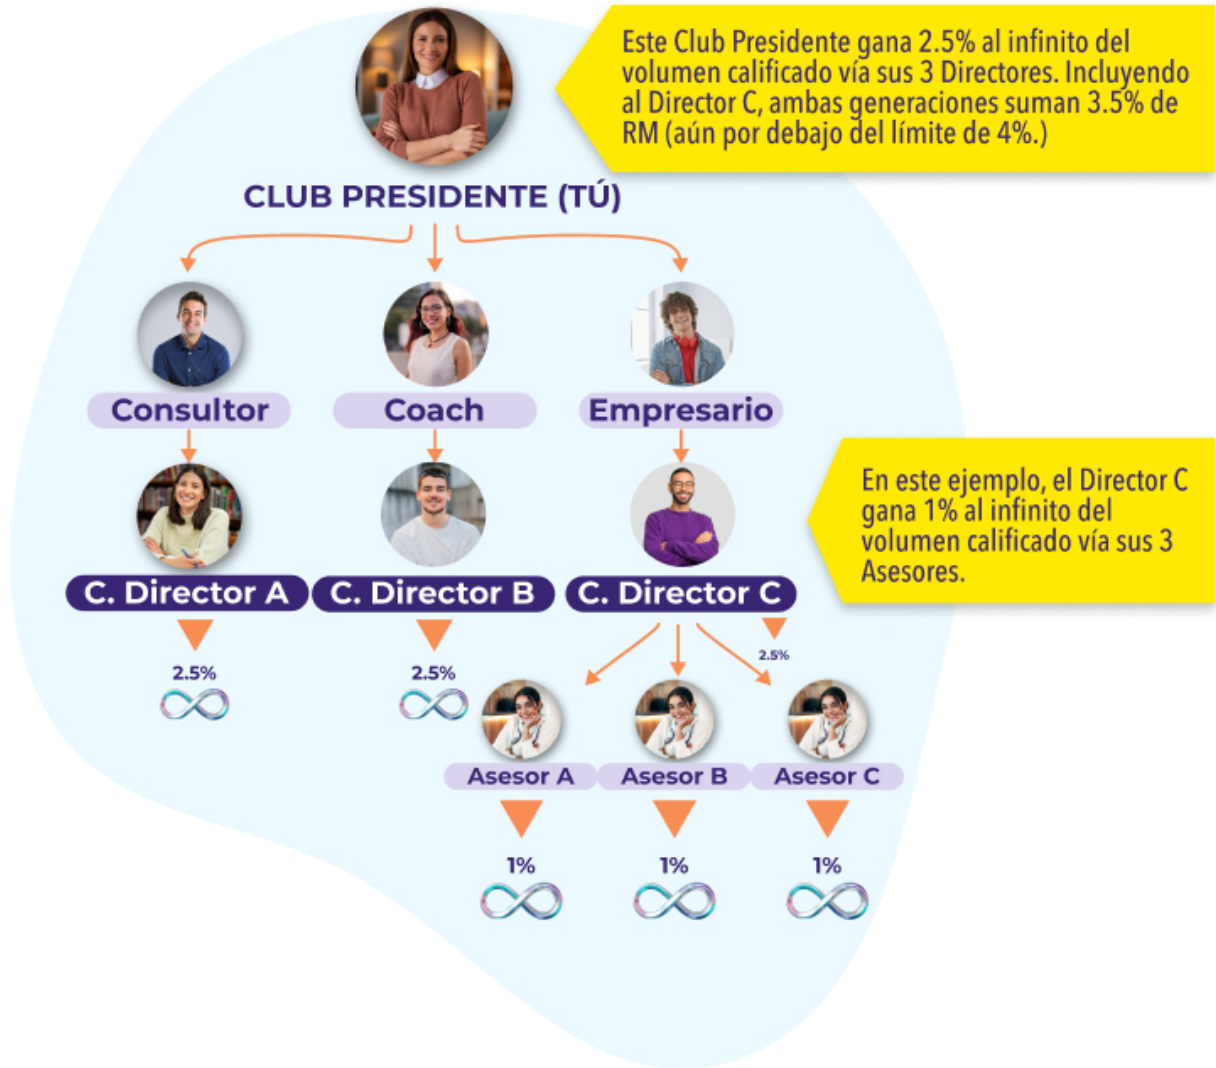 Este Club Presidente gana 2.5% al infinito del
volumen calificado vía sus 3 Directores. Incluyendo
al Director C, ambas generaciones suman 3.5% de
RM (aún por debajo del límite de 4%.)
CLUB PRESIDENTE (TÚ)
Consultor
Coach
Empresario
En este ejemplo, el Director C
gana 1% al infinito del
volumen calificado vía sus 3
Asesores.
C. Director A
C. Director B
C. Director C
2.5%
2.5%
2.5%
Asesor A
Asesor B
Asesor C
1%
1%
1%